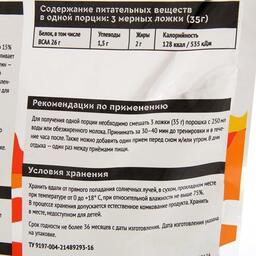 Содержание питательных веществ
в одной порции: 3 мерных ложки (35г)
Белок, в том числе Углеводы Жиры Калорийность
BCAA 26 г 1,5 г 2 г 128 ккал / 535 кДж
Рекомендации по применению
Для получения одной порции необходимо смешать 3 ложки (35 г) порошка с 250 мл
воды или обезжиренного молока. Принимать за 30–40 мин до тренировки и в тече-
ние часа после. Также можно добавить один прием перед сном и/или утром. В дни
отдыха – один раз между приёмами пищи.
Условия хранения
Хранить вдали от прямого попадания солнечных лучей, в сухом, прохладном месте
при температуре от 0 до +18° С, при относительной влажности не выше 75%.
В процессе хранения допускается естественное комкование продукта. Хранить
в месте, недоступном для детей.
Срок годности не более 36 месяцев с даты изготовления. Дата изготовления указана
на упаковке.
ТУ 9197-004-21489293-16